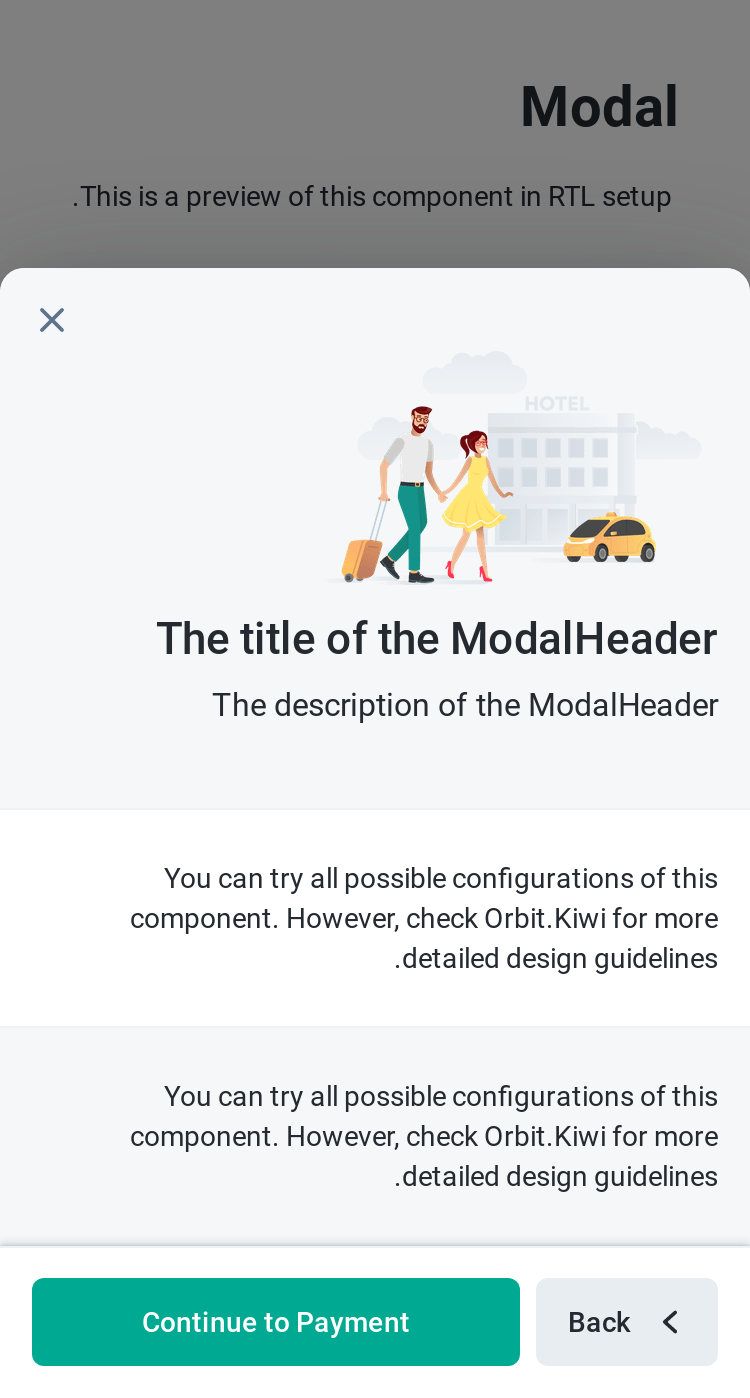 Modal
.This is a preview of this component in RTL setup
HOTEL
The title of the ModalHeader
The description of the ModalHeader
You can try all possible configurations of this
component. However, check Orbit.Kiwi for more
.detailed design guidelines
You can try all possible configurations of this
component. However, check Orbit.Kiwi for more
.detailed design guidelines
Continue to Payment
Back